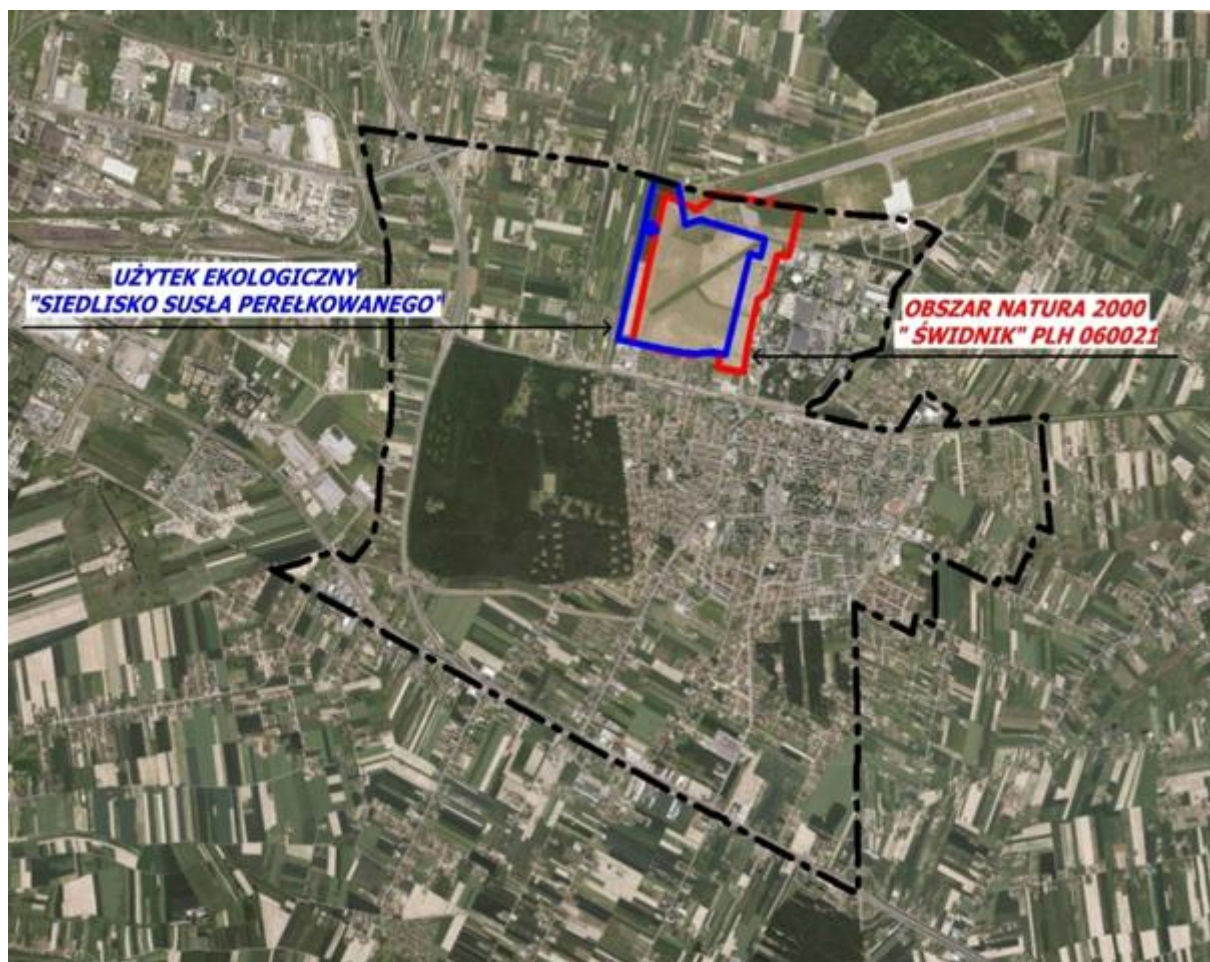 UŻYTEK EKOLOGICZNY
"SIEDLISKO SUSŁA PEREŁKOWANEGO"
OBSZAR NATURA 2000
" ŚWIDNIK" PLH 060021